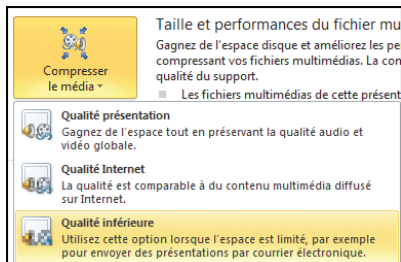 Taille et performances du fichier mu
Gagnez de l'espace disque et améliorez les pe
compressant vos fichiers multimédias. La con
qualité du support.
Les fichiers multimédias de cette présent
Compresser
le média
Qualité présentation
Gagnez de l'espace tout en préservant la qualité audio et
vidéo globale.
Qualité Internet
La qualité est comparable à du contenu multimédia diffusé
sur Internet.
Qualité inférieure
Utilisez cette option lorsque l'espace est limité, par exemple
pour envoyer des présentations par courrier électronique.